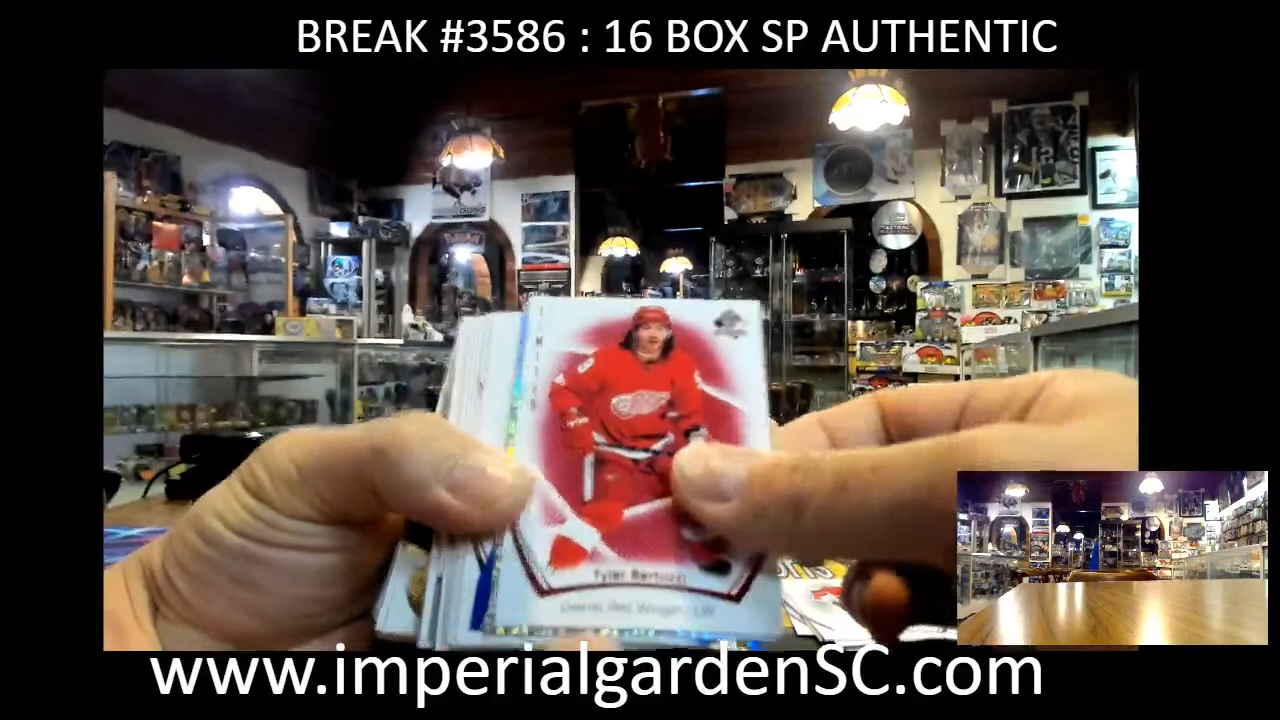 BREAK #3586 : 16 BOX SP AUTHENTIC
Tyler Bertuzzi
Detroit Red Wings - LW
www.imperialgardenSC.com